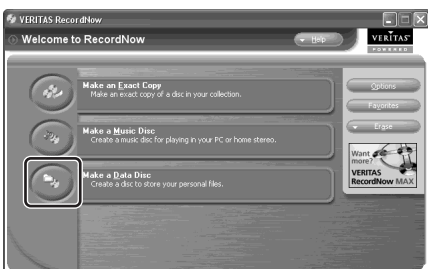 VERITAS RecordNow
Welcome to RecordNow
Help
VERITAS
POWERED
Make an Exact Copy
Make an exact copy of a disc in your collection.
Make a Music Disc
Create a music disc for playing in your PC or home stereo.
Make a Data Disc
Create a disc to store your personal files.
Options
Favorites
Erase
Want
more?
VERITAS
RecordNow MAX